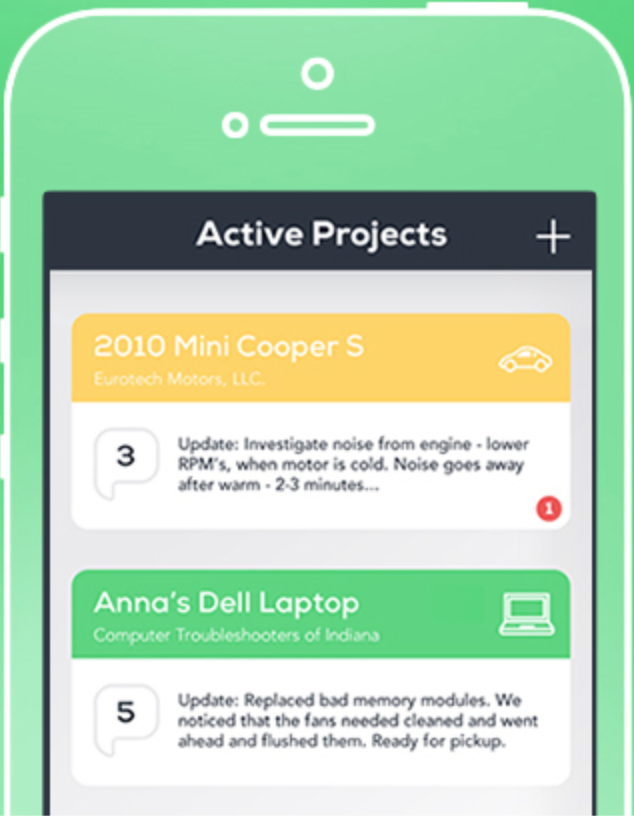 Active Projects +
2010 Mini Cooper S
Eurotech Motors, LLC.
3
Update: Investigate noise from engine - lower
RPM's, when motor is cold. Noise goes away
after warm - 2-3 minutes...
1
Anna's Dell Laptop
Computer Troubleshooters of Indiana
5
Update: Replaced bad memory modules. We
noticed that the fans needed cleaned and went
ahead and flushed them. Ready for pickup.